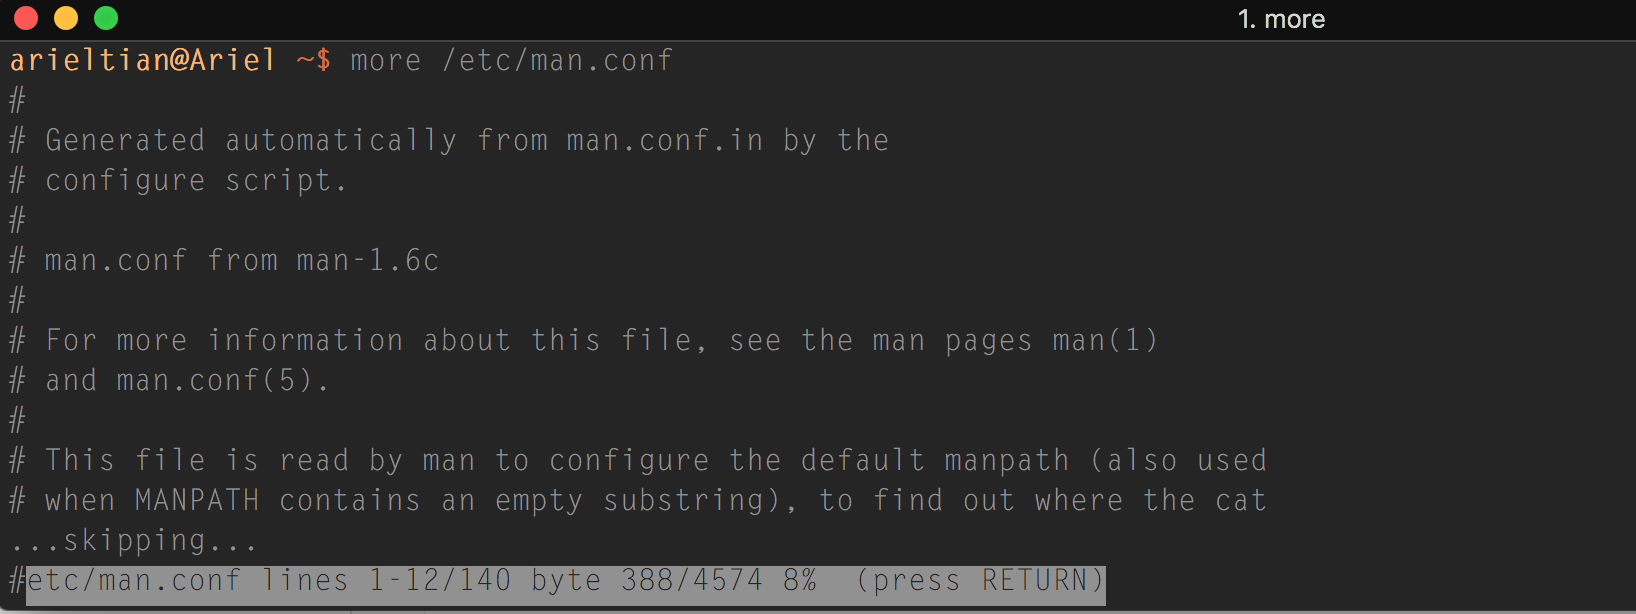 1. more
arieltian@Ariel ~$ more /etc/man.conf
#
# Generated automatically from man.conf.in by the
# configure script.
#
# man.conf from man-1.6c
#
# For more information about this file, see the man pages man(1)
# and man.conf(5).
#
# This file is read by man to configure the default manpath (also used
# when MANPATH contains an empty substring), to find out where the cat
...skipping...
#etc/man.conf lines 1-12/140 byte 388/4574 8%  (press RETURN)